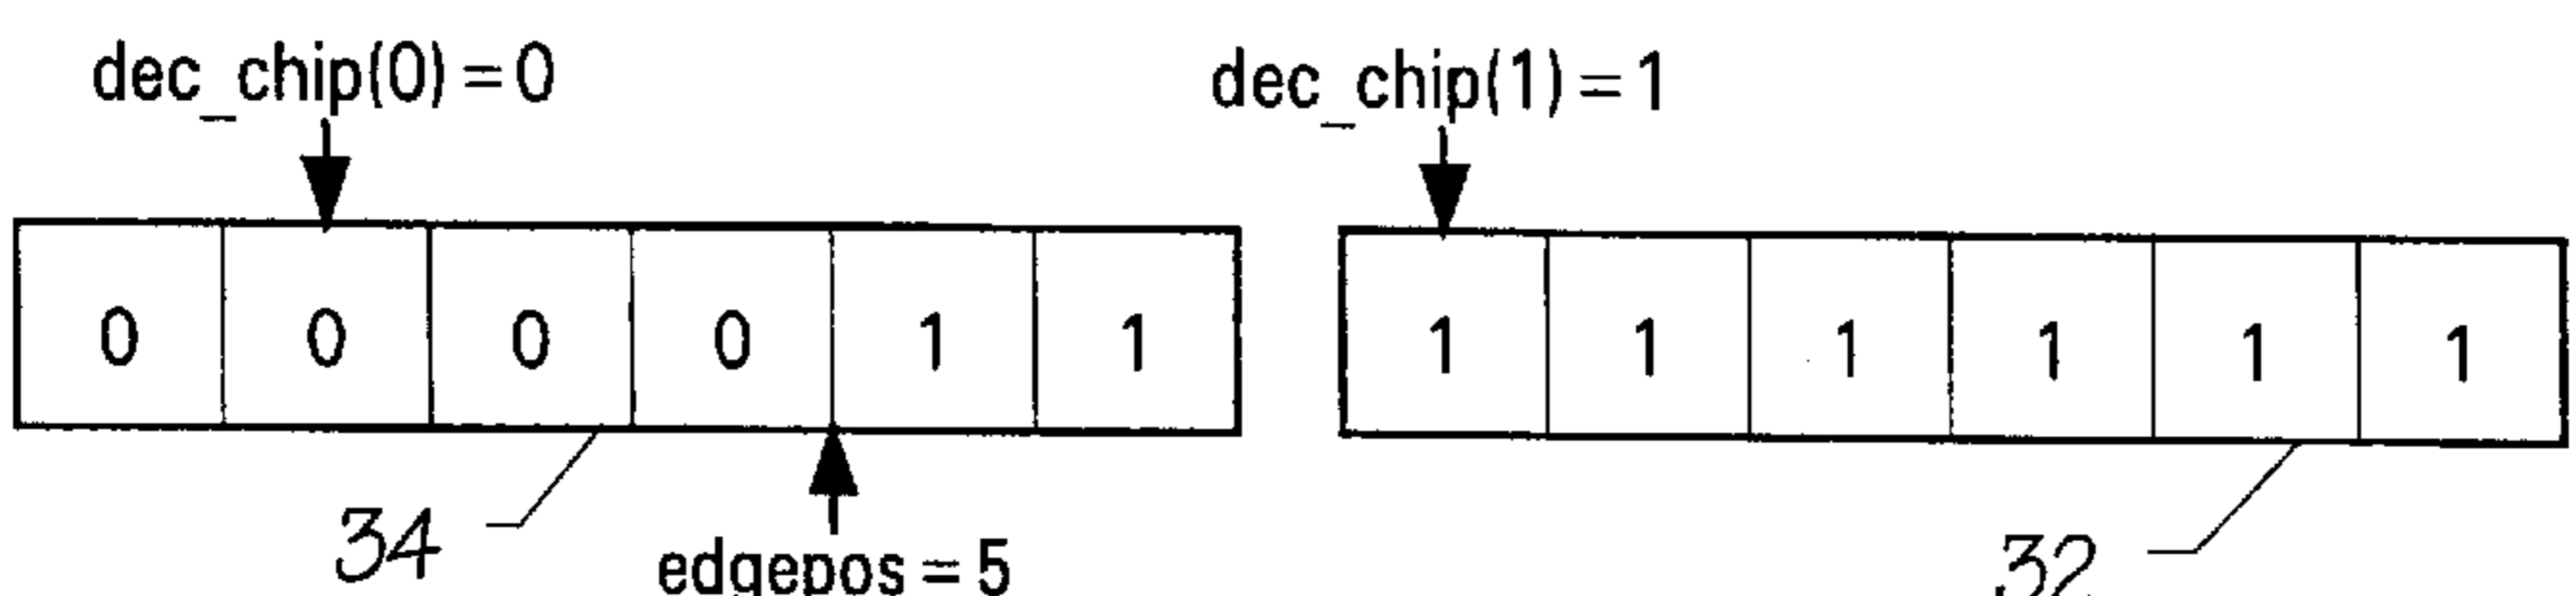 dec_chip(0) = 0 dec_chip(1) = 1
0 0 0 0 1 1 1 1 1 1 1 1
34 edgepos = 5 32